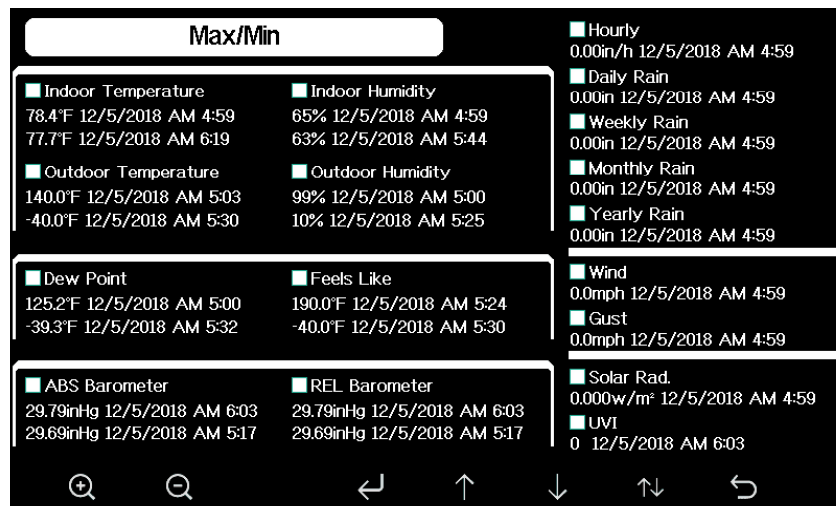 Max/Min
Indoor Temperature
78.4°F 12/5/2018 AM 4:59
77.7°F 12/5/2018 AM 6:19
Indoor Humidity
65% 12/5/2018 AM 4:59
63% 12/5/2018 AM 5:44
Outdoor Temperature
140.0°F 12/5/2018 AM 5:03
-40.0°F 12/5/2018 AM 5:30
Outdoor Humidity
99% 12/5/2018 AM 5:00
10% 12/5/2018 AM 5:25
Dew Point
125.2°F 12/5/2018 AM 5:00
-39.3°F 12/5/2018 AM 5:32
Feels Like
190.0°F 12/5/2018 AM 5:24
-40.0°F 12/5/2018 AM 5:30
ABS Barometer
29.79inHg 12/5/2018 AM 6:03
29.69inHg 12/5/2018 AM 5:17
REL Barometer
29.79inHg 12/5/2018 AM 6:03
29.69inHg 12/5/2018 AM 5:17
Hourly
0.00in/h 12/5/2018 AM 4:59
Daily Rain
0.00in 12/5/2018 AM 4:59
Weekly Rain
0.00in 12/5/2018 AM 4:59
Monthly Rain
0.00in 12/5/2018 AM 4:59
Yearly Rain
0.00in 12/5/2018 AM 4:59
Wind
0.0mph 12/5/2018 AM 4:59
Gust
0.0mph 12/5/2018 AM 4:59
Solar Rad.
0.000w/m² 12/5/2018 AM 4:59
UVI
0 12/5/2018 AM 6:03